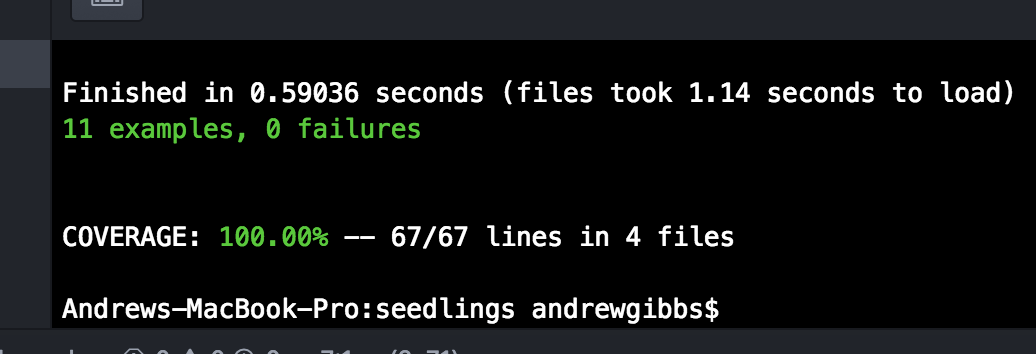 Finished in 0.59036 seconds (files took 1.14 seconds to load)
11 examples, 0 failures
COVERAGE: 100.00% -- 67/67 lines in 4 files
Andrews-MacBook-Pro:seedlings andrewgibbs$